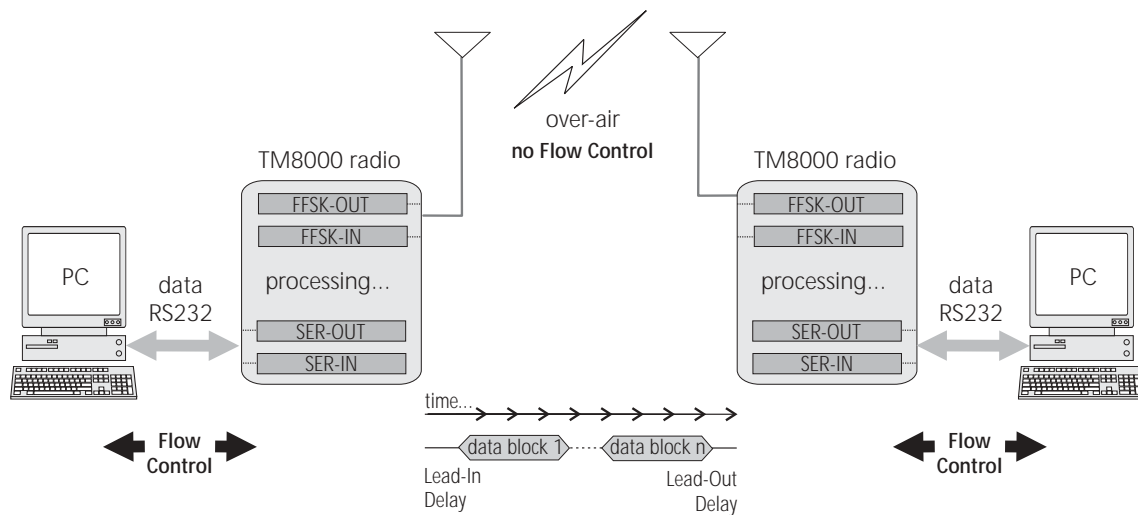 over-air
no Flow Control
TM8000 radio
FFSK-OUT
FFSK-IN
processing...
SER-OUT
SER-IN
PC
data
RS232
Flow
Control
TM8000 radio
FFSK-OUT
FFSK-IN
processing...
SER-OUT
SER-IN
data
RS232
PC
Flow
Control
time...
data block 1
data block n
Lead-In
Delay
Lead-Out
Delay